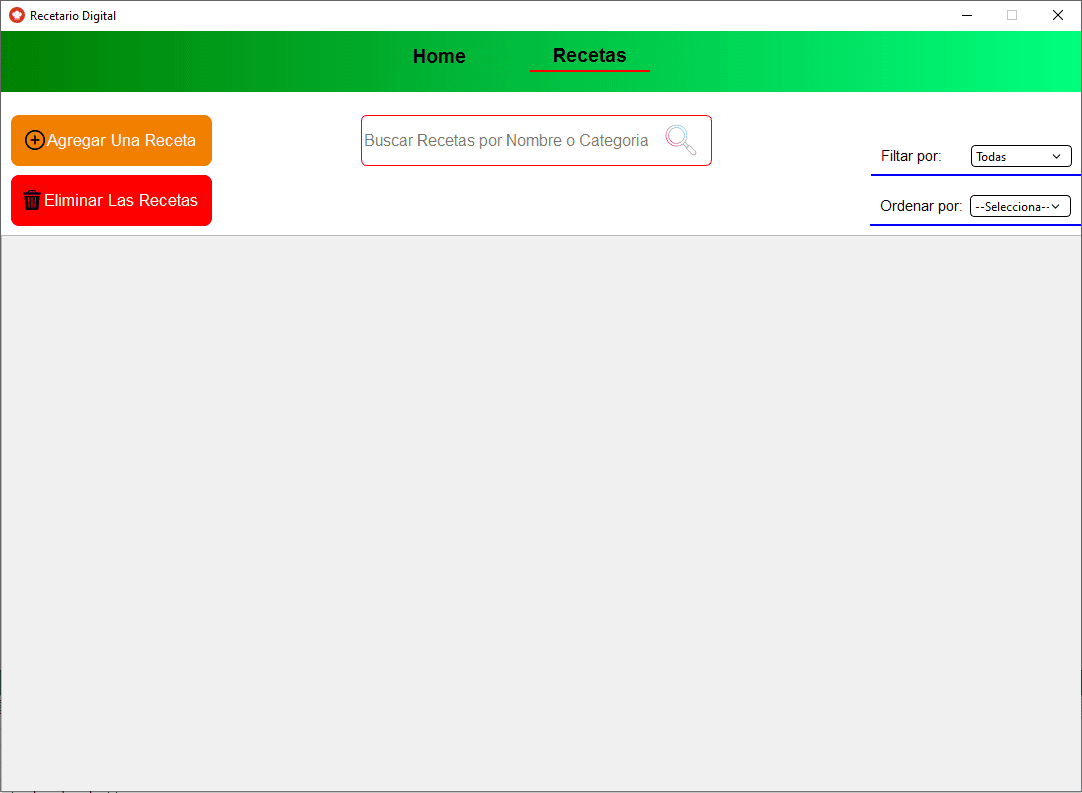 Recetario Digital
Home
Recetas
Agregar Una Receta
Buscar Recetas por Nombre o Categoria
Filtar por:
Todas
Eliminar Las Recetas
Ordenar por:
--Selecciona--